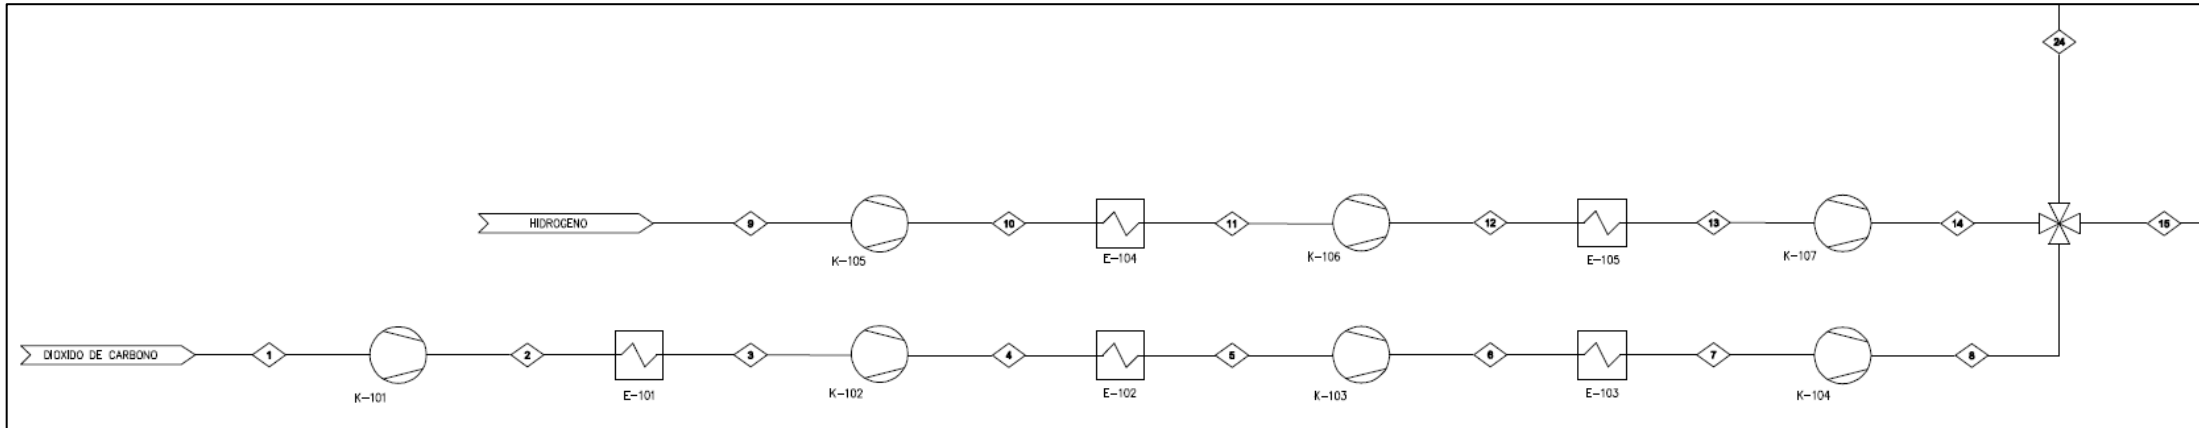 24
HIDROGENO
9
10
11
12
13
14
15
K-105
E-104
K-106
E-105
K-107
DIOXIDO DE CARBONO
1
2
3
4
5
6
7
8
K-101
E-101
K-102
E-102
K-103
E-103
K-104